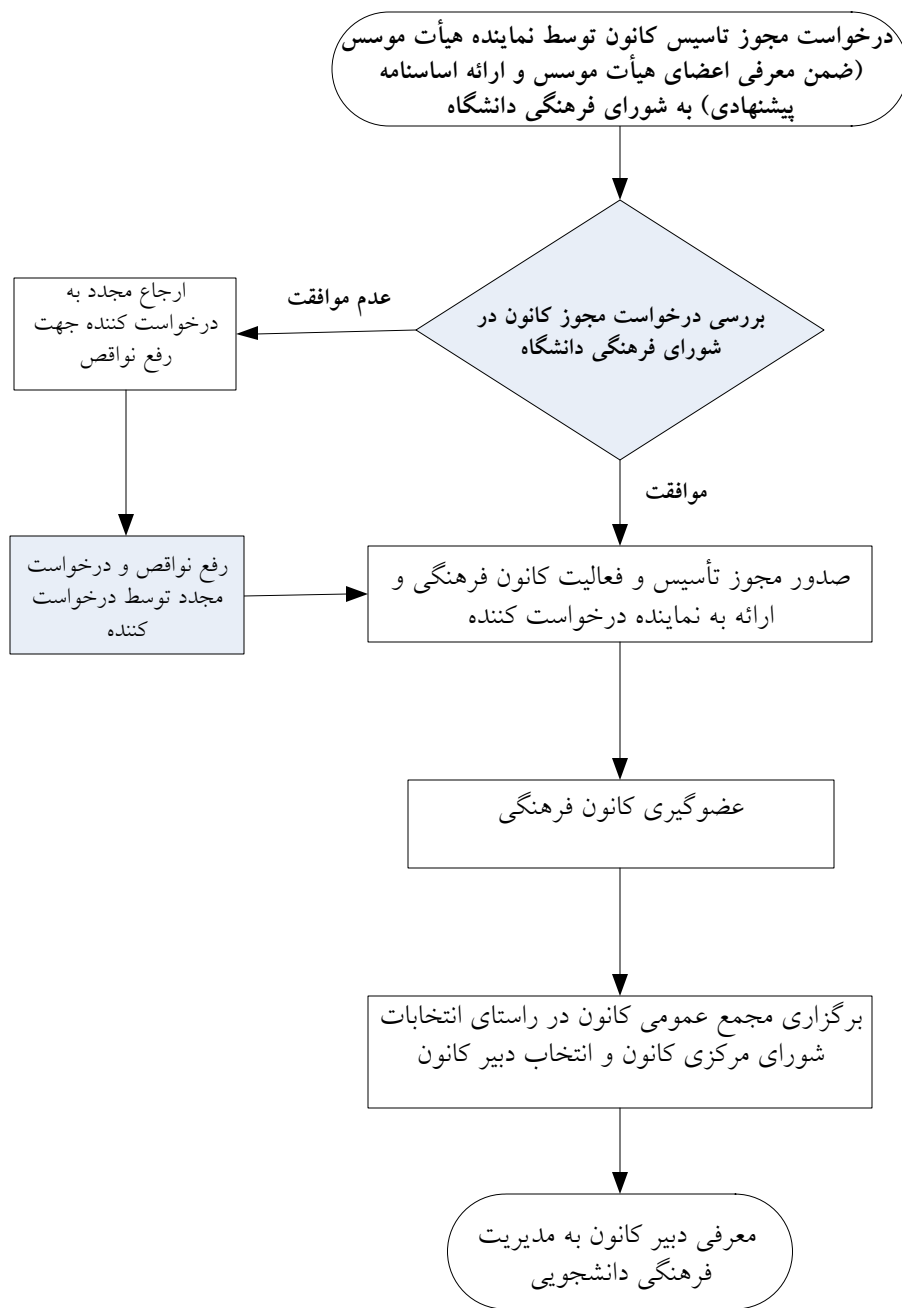 درخواست مجوز تاسیس کانون توسط نماینده هیأت موسس
(ضمن معرفی اعضای هیأت موسس و ارائه اساسنامه
پیشنهادی) به شورای فرهنگی دانشگاه
بررسی درخواست مجوز کانون در
شورای فرهنگی دانشگاه
عدم موافقت
ارجاع مجدد به
درخواست کننده جهت
رفع نواقص
رفع نواقص و درخواست
مجدد توسط درخواست
کننده
موافقت
صدور مجوز تأسیس و فعالیت کانون فرهنگی و
ارائه به نماینده درخواست کننده
عضوگیری کانون فرهنگی
برگزاری مجمع عمومی کانون در راستای انتخابات
شورای مرکزی کانون و انتخاب دبیر کانون
معرفی دبیر کانون به مدیریت
فرهنگی دانشجویی